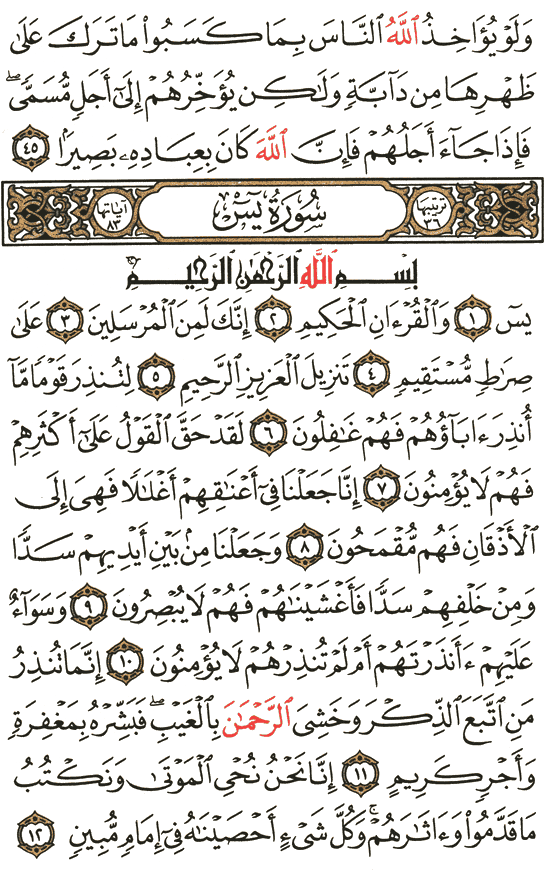 وَلَوْ يُؤَاخِذُ ٱللَّهُ ٱلنَّاسَ بِمَا كَسَبُوا۟ مَا تَرَكَ عَلَىٰ
ظَهْرِهَا مِن دَآبَّةٍ وَلَٰكِن يُؤَخِّرُهُمْ إِلَىٰٓ أَجَلٍ مُّسَمًّى ۖ
فَإِذَا جَآءَ أَجَلُهُمْ فَإِنَّ ٱللَّهَ كَانَ بِعِبَادِهِۦ بَصِيرًۢا ٤٥
ترتيبها ٣٦ سُورَةُ يسٓ آياتها ٨٣
بِسْمِ ٱللَّهِ ٱلرَّحْمَٰنِ ٱلرَّحِيمِ
يسٓ ١ وَٱلْقُرْءَانِ ٱلْحَكِيمِ ٢ إِنَّكَ لَمِنَ ٱلْمُرْسَلِينَ ٣ عَلَىٰ
صِرَٰطٍ مُّسْتَقِيمٍ ٤ تَنزِيلَ ٱلْعَزِيزِ ٱلرَّحِيمِ ٥ لِتُنذِرَ قَوْمًا مَّآ
أُنذِرَ ءَابَآؤُهُمْ فَهُمْ غَٰفِلُونَ ٦ لَقَدْ حَقَّ ٱلْقَوْلُ عَلَىٰٓ أَكْثَرِهِمْ
فَهُمْ لَا يُؤْمِنُونَ ٧ إِنَّا جَعَلْنَا فِىٓ أَعْنَٰقِهِمْ أَغْلَٰلًا فَهِىَ إِلَى
ٱلْأَذْقَانِ فَهُم مُّقْمَحُونَ ٨ وَجَعَلْنَا مِنۢ بَيْنِ أَيْدِيهِمْ سَدًّا
وَمِنْ خَلْفِهِمْ سَدًّا فَأَغْشَيْنَٰهُمْ فَهُمْ لَا يُبْصِرُونَ ٩ وَسَوَآءٌ
عَلَيْهِمْ ءَأَنذَرْتَهُمْ أَمْ لَمْ تُنذِرْهُمْ لَا يُؤْمِنُونَ ١٠ إِنَّمَا تُنذِرُ
مَنِ ٱتَّبَعَ ٱلذِّكْرَ وَخَشِىَ ٱلرَّحْمَٰنَ بِٱلْغَيْبِ ۖ فَبَشِّرْهُ بِمَغْفِرَةٍ
وَأَجْرٍ كَرِيمٍ ١١ إِنَّا نَحْنُ نُحْىِ ٱلْمَوْتَىٰ وَنَكْتُبُ
مَا قَدَّمُوا۟ وَءَاثَٰرَهُمْ ۚ وَكُلَّ شَىْءٍ أَحْصَيْنَٰهُ فِىٓ إِمَامٍ مُّبِينٍ ١٢